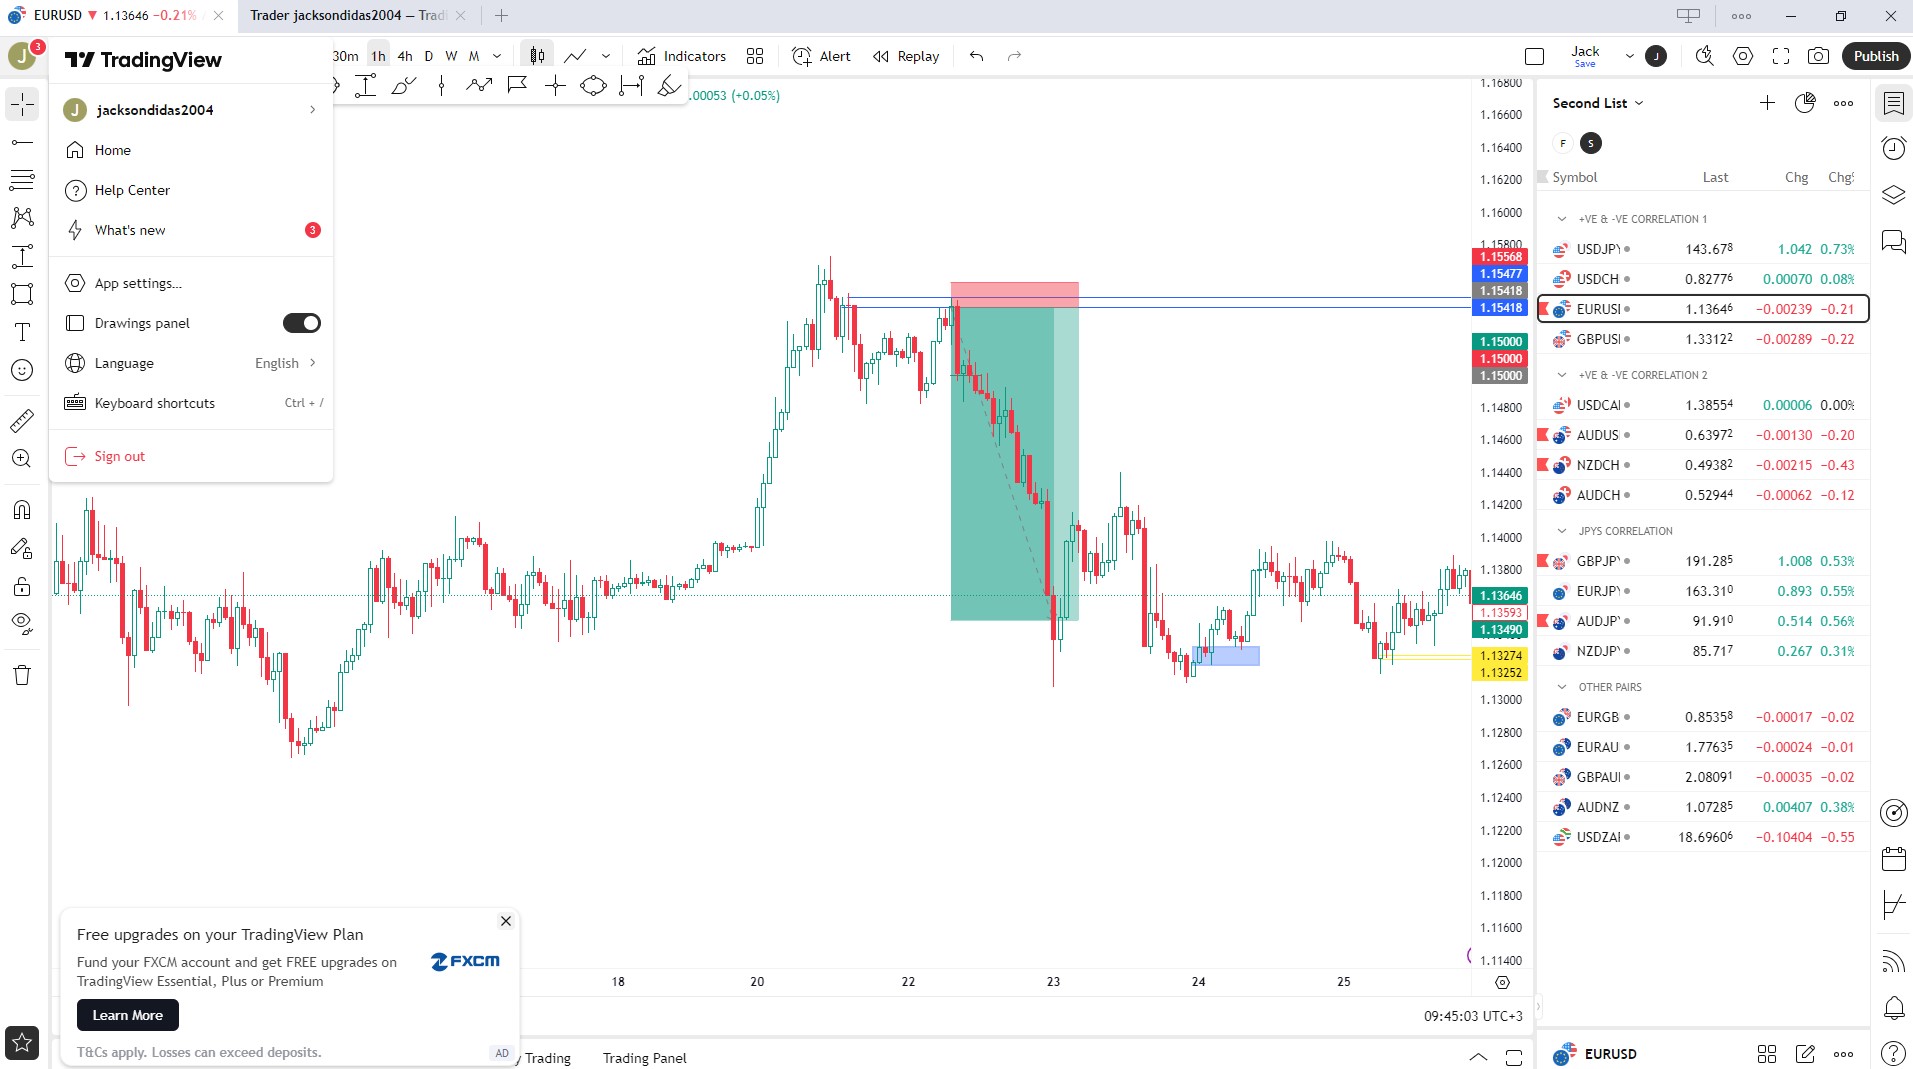 EURUSD ▼ 1.13646 −0.21%
Trader jacksondidas2004 — Tradi
J
3
TradingView
30m
1h
4h
D
W
M
Indicators
Alert
Replay
Jack
Save
J
Publish
.00053 (+0.05%)
J
jacksondidas2004
Home
Help Center
What's new
3
App settings...
Drawings panel
Language
English
Keyboard shortcuts
Ctrl + /
Sign out
1.16800
1.16600
1.16400
1.16200
1.16000
1.15800
1.15568
1.15477
1.15418
1.15418
1.15000
1.15000
1.15000
1.14800
1.14600
1.14400
1.14200
1.14000
1.13800
1.13646
1.13593
1.13490
1.13274
1.13252
1.13000
1.12800
1.12600
1.12400
1.12200
1.12000
1.11800
1.11600
1.11400
18
20
22
23
24
25
09:45:03 UTC+3
Second List
F
S
Symbol Last Chg Chg%
+VE & -VE CORRELATION 1
USDJPY 143.678 1.042 0.73%
USDCH 0.82776 0.00070 0.08%
EURUSI 1.13646 −0.00239 −0.21
GBPUSI 1.33122 −0.00289 −0.22
+VE & -VE CORRELATION 2
USDCAI 1.38554 0.00006 0.00%
AUDUSI 0.63972 −0.00130 −0.20
NZDCH 0.49382 −0.00215 −0.43
AUDCH 0.52944 −0.00062 −0.12
JPYS CORRELATION
GBPJPY 191.285 1.008 0.53%
EURJPY 163.310 0.893 0.55%
AUDJPY 91.910 0.514 0.56%
NZDJPY 85.717 0.267 0.31%
OTHER PAIRS
EURGB 0.85358 −0.00017 −0.02
EURAU 1.77635 −0.00024 −0.01
GBPAUI 2.08091 −0.00035 −0.02
AUDNZ 1.07285 0.00407 0.38%
USDZAI 18.69606 −0.10404 −0.55
Free upgrades on your TradingView Plan
Fund your FXCM account and get FREE upgrades on
TradingView Essential, Plus or Premium
FXCM
Learn More
T&Cs apply. Losses can exceed deposits.
AD
y Trading
Trading Panel
EURUSD